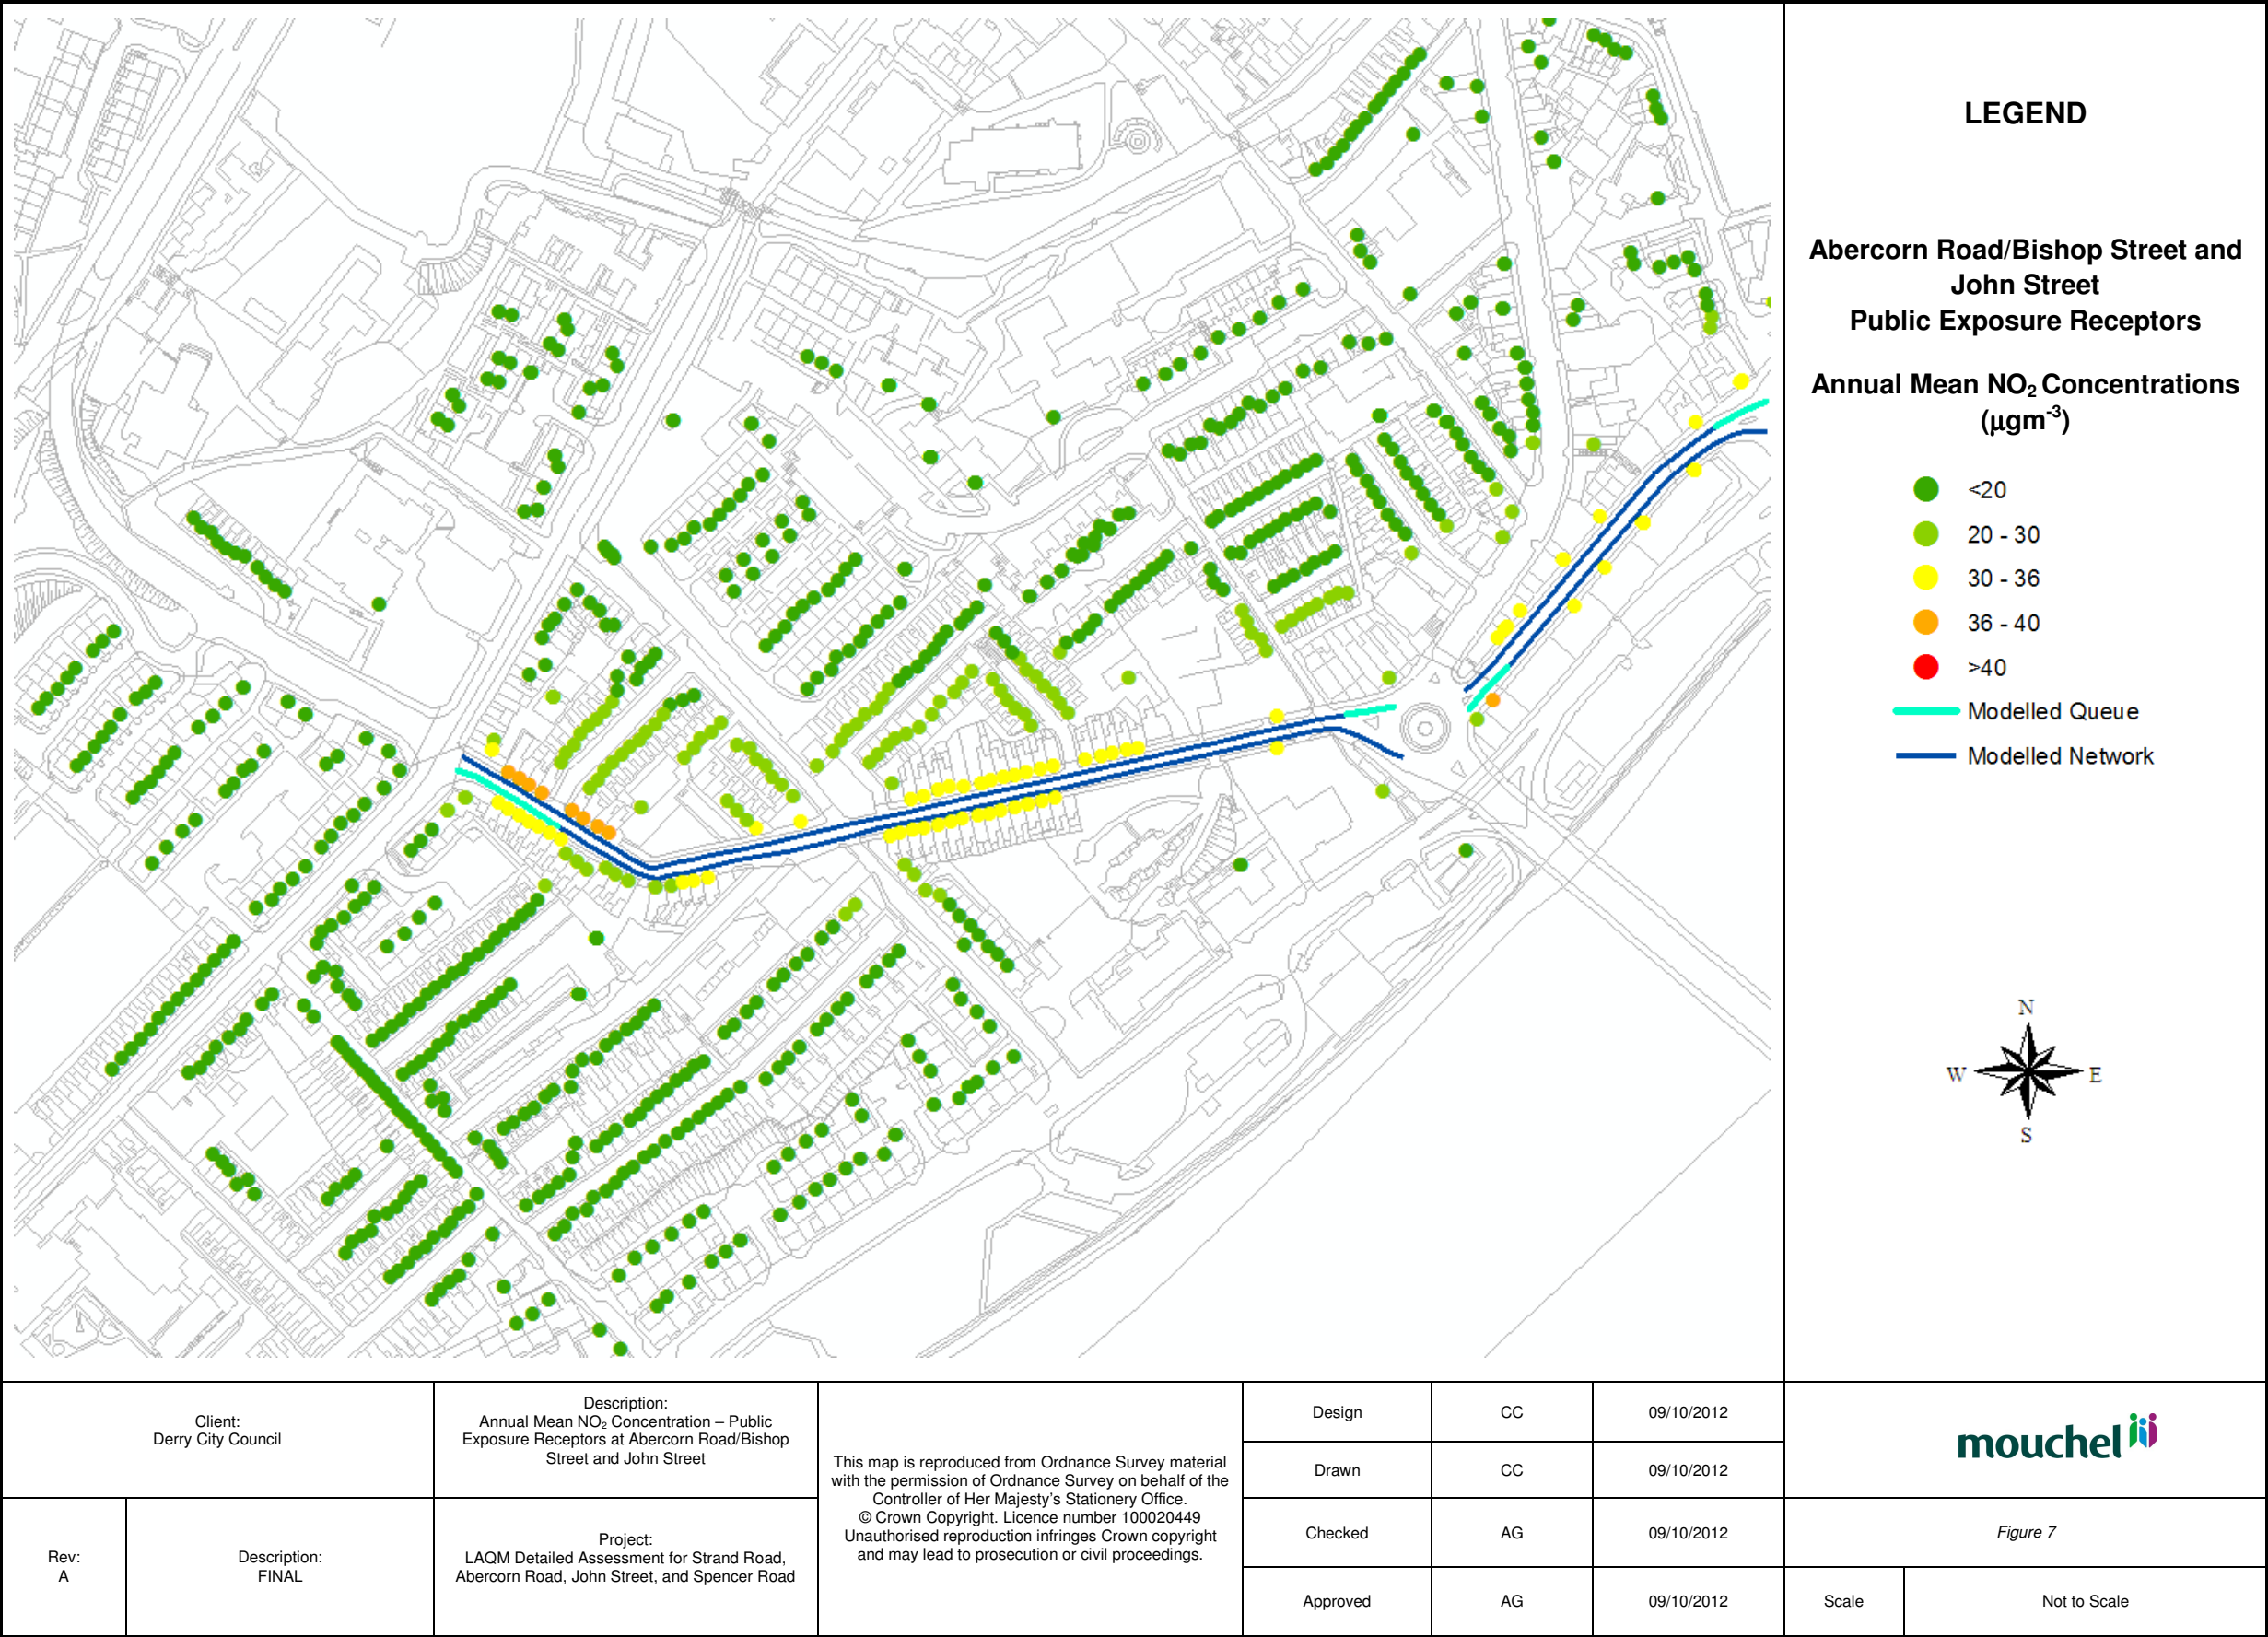 LEGEND
Abercorn Road/Bishop Street and
John Street
Public Exposure Receptors
Annual Mean NO₂ Concentrations
(µgm⁻³)
<20
20 - 30
30 - 36
36 - 40
>40
Modelled Queue
Modelled Network
N
W E
S
Client:
Derry City Council
Description:
Annual Mean NO₂ Concentration – Public
Exposure Receptors at Abercorn Road/Bishop
Street and John Street
Rev:
A
Description:
FINAL
Project:
LAQM Detailed Assessment for Strand Road,
Abercorn Road, John Street, and Spencer Road
This map is reproduced from Ordnance Survey material
with the permission of Ordnance Survey on behalf of the
Controller of Her Majesty's Stationery Office.
© Crown Copyright. Licence number 100020449
Unauthorised reproduction infringes Crown copyright
and may lead to prosecution or civil proceedings.
Design CC 09/10/2012
Drawn CC 09/10/2012
Checked AG 09/10/2012
Approved AG 09/10/2012
mouchel
Figure 7
Scale Not to Scale